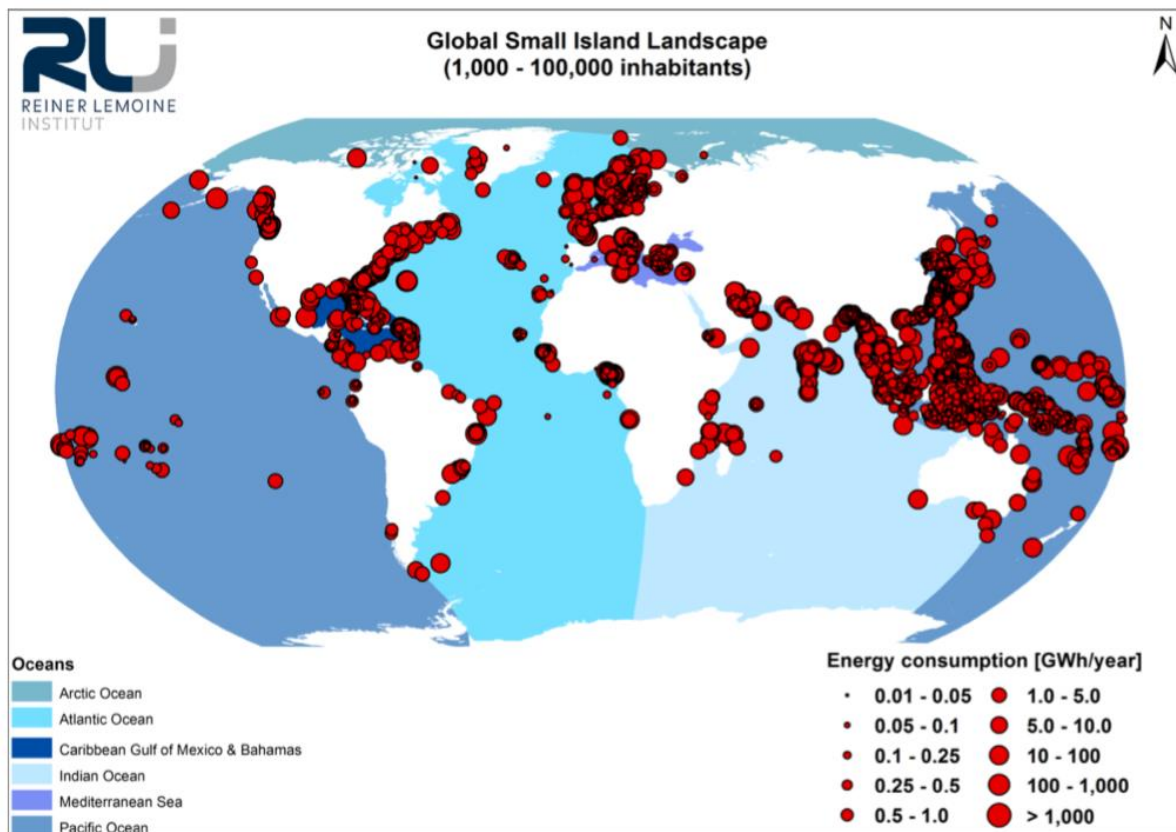 RLI
REINER LEMOINE
INSTITUT
Global Small Island Landscape
(1,000 - 100,000 inhabitants)
N
Oceans
Arctic Ocean
Atlantic Ocean
Caribbean Gulf of Mexico & Bahamas
Indian Ocean
Mediterranean Sea
Pacific Ocean
Energy consumption [GWh/year]
0.01 - 0.05
0.05 - 0.1
0.1 - 0.25
0.25 - 0.5
0.5 - 1.0
1.0 - 5.0
5.0 - 10.0
10 - 100
100 - 1,000
> 1,000